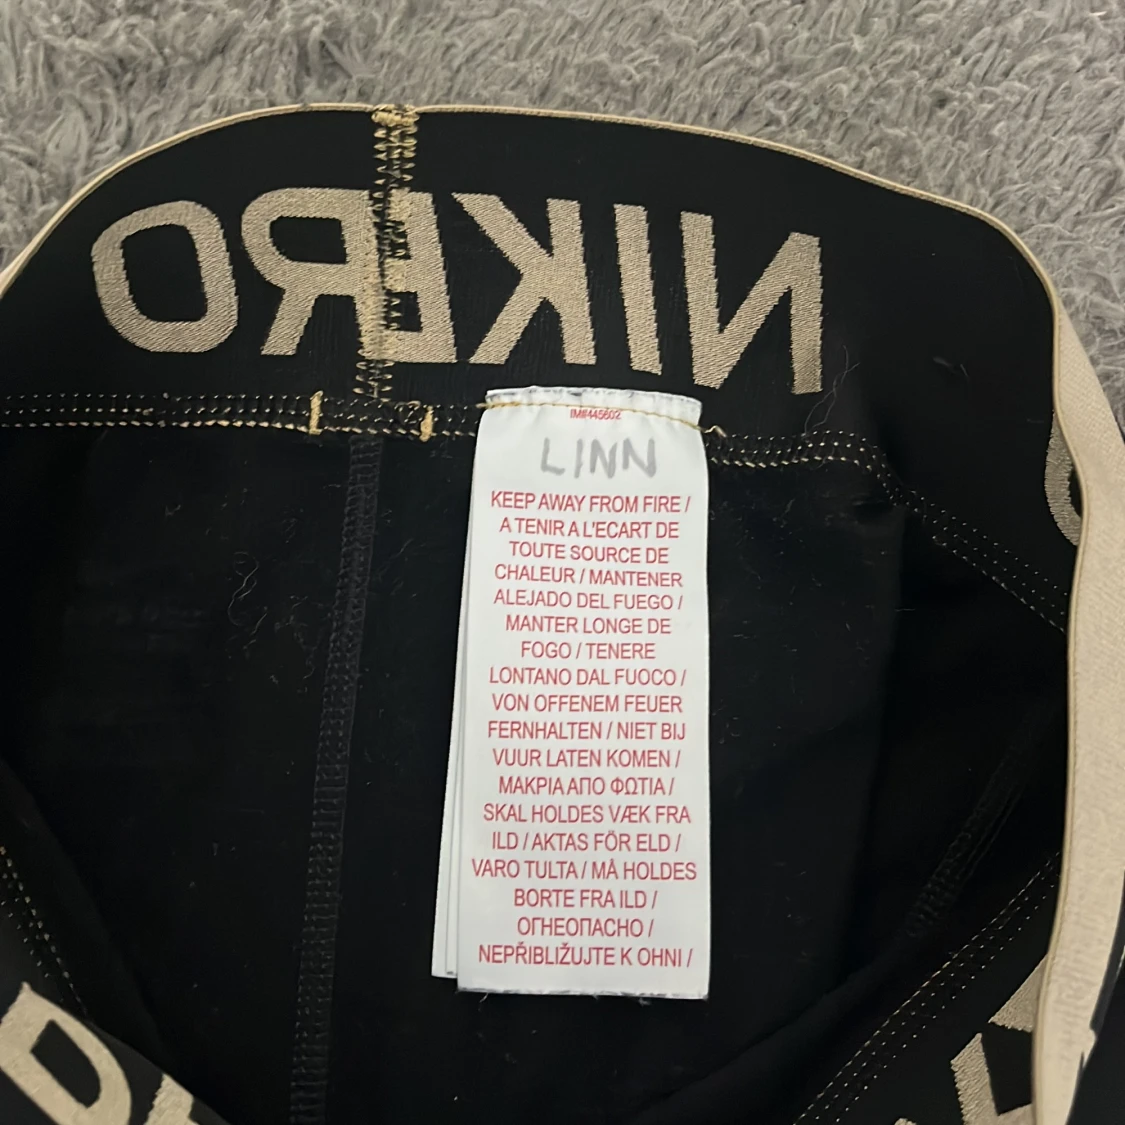 NIKE
RO
IM#445602
LINN
KEEP AWAY FROM FIRE /
A TENIR A L'ECART DE
TOUTE SOURCE DE
CHALEUR / MANTENER
ALEJADO DEL FUEGO /
MANTER LONGE DE
FOGO / TENERE
LONTANO DAL FUOCO /
VON OFFENEM FEUER
FERNHALTEN / NIET BIJ
VUUR LATEN KOMEN /
ΜΑΚΡΙΑ ΑΠΟ ΦΩΤΙΑ /
SKAL HOLDES VÆK FRA
ILD / AKTAS FÖR ELD /
VARO TULTA / MÅ HOLDES
BORTE FRA ILD /
ОГНЕОПАСНО /
NEPŘIBLIŽUJTE K OHNI /